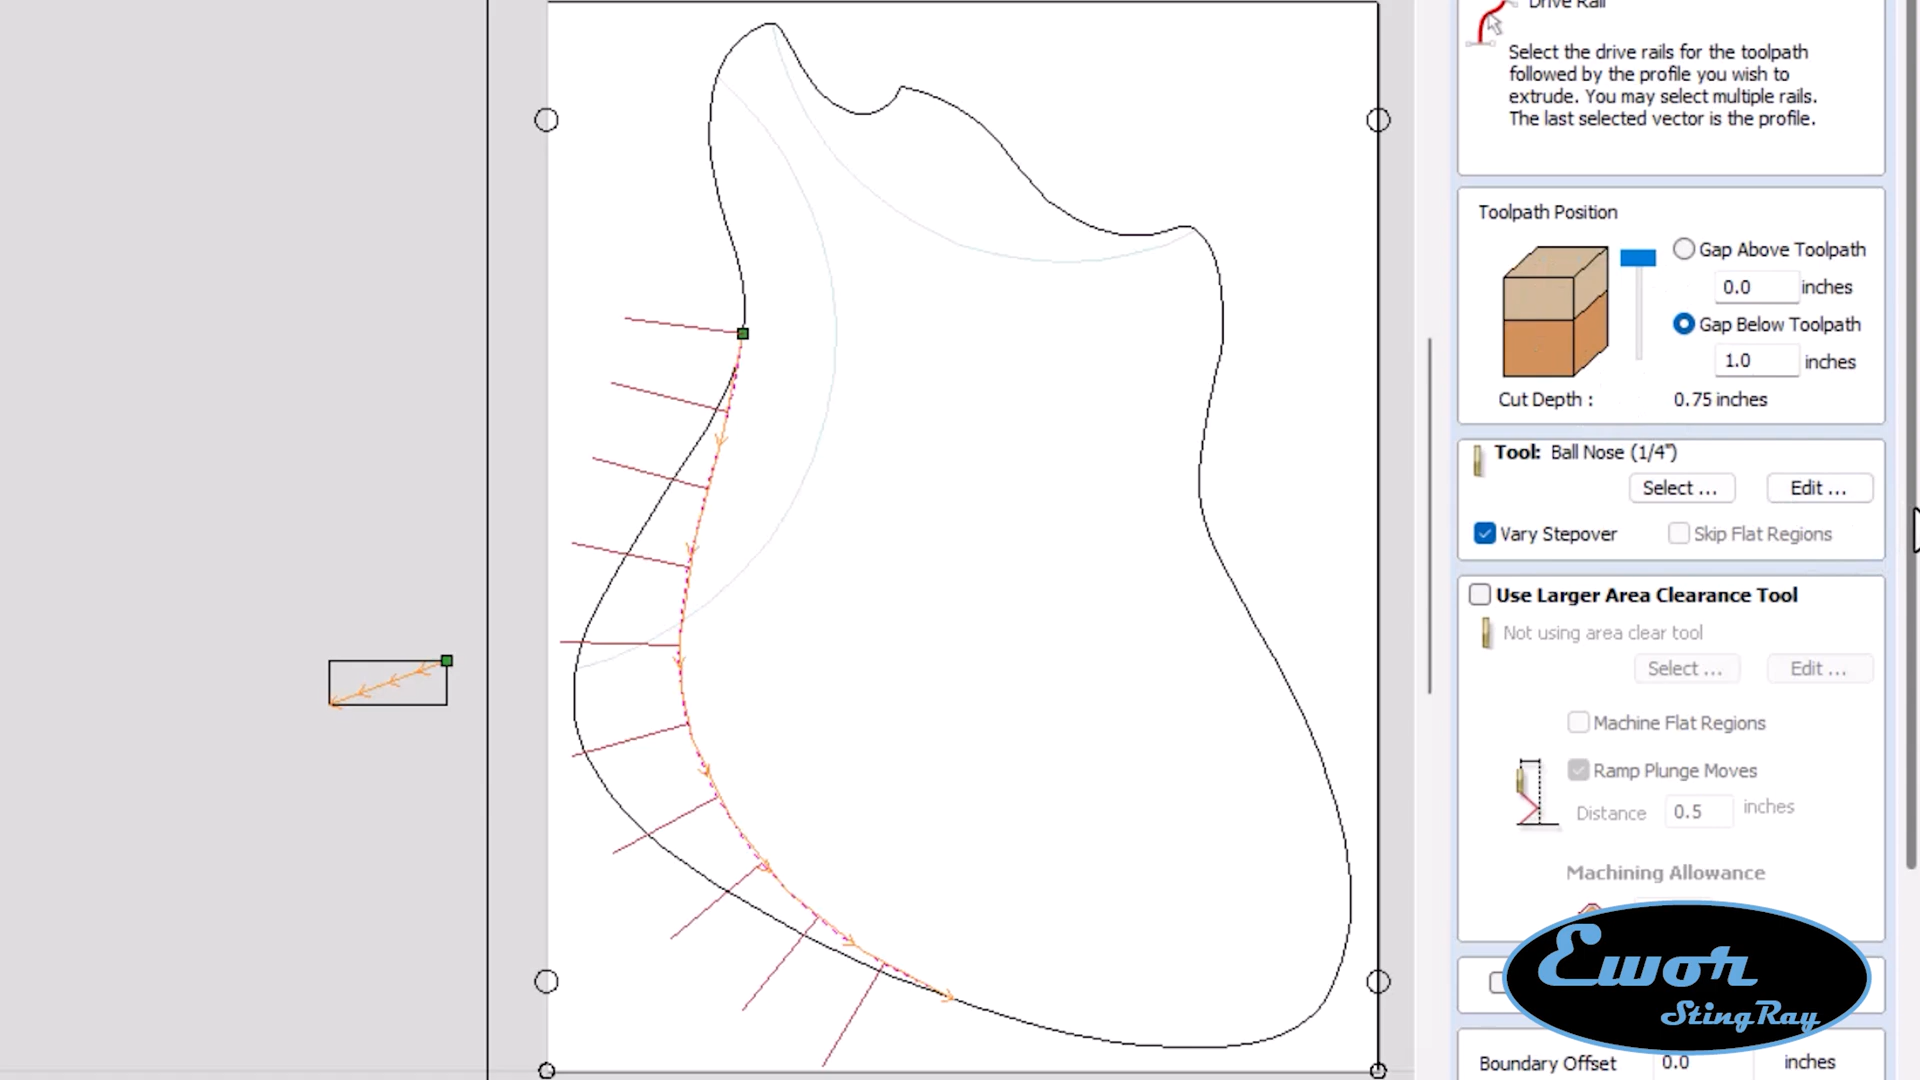 Drive Rail
Select the drive rails for the toolpath
followed by the profile you wish to
extrude. You may select multiple rails.
The last selected vector is the profile.
Toolpath Position
Gap Above Toolpath
0.0 inches
Gap Below Toolpath
1.0 inches
Cut Depth : 0.75 inches
Tool: Ball Nose (1/4")
Select ... Edit ...
Vary Stepover Skip Flat Regions
Use Larger Area Clearance Tool
Not using area clear tool
Select ... Edit ...
Machine Flat Regions
Ramp Plunge Moves
Distance 0.5 inches
Machining Allowance
Ewor
StingRay
Boundary Offset 0.0 inches